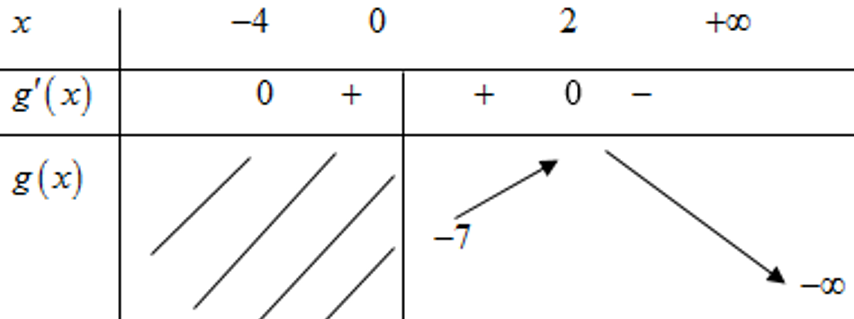 x −4 0 2 +∞
g′(x) 0 + + 0 −
g(x)
−7
−∞